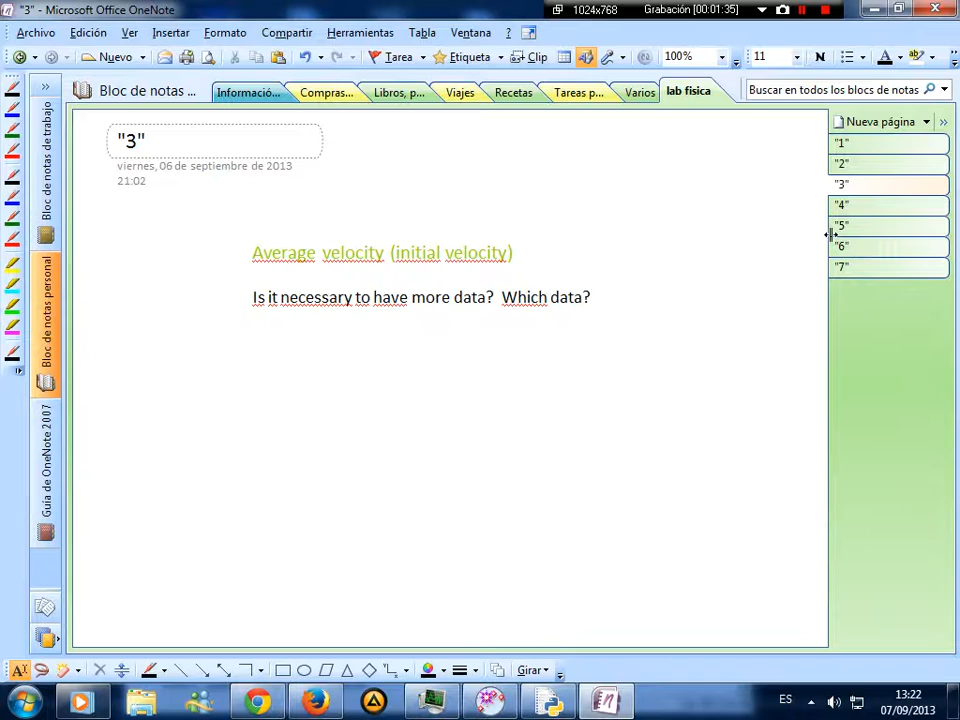 "3" - Microsoft Office OneNote
1024x768
Grabación [00:01:35]
Archivo Edición Ver Insertar Formato Compartir Herramientas Tabla Ventana ?
Nuevo
Tarea
Etiqueta
Clip
100%
11
N
A
ab
Bloc de notas ...
Informació...
Compras...
Libros, p...
Viajes
Recetas
Tareas p...
Varios
lab fisica
Buscar en todos los blocs de notas
"3"
viernes, 06 de septiembre de 2013
21:02
Average velocity (initial velocity)
Is it necessary to have more data? Which data?
Nueva página
"1"
"2"
"3"
"4"
"5"
"6"
"7"
Bloc de notas de trabajo
Bloc de notas personal
Guía de OneNote 2007
Girar
ES
13:22
07/09/2013